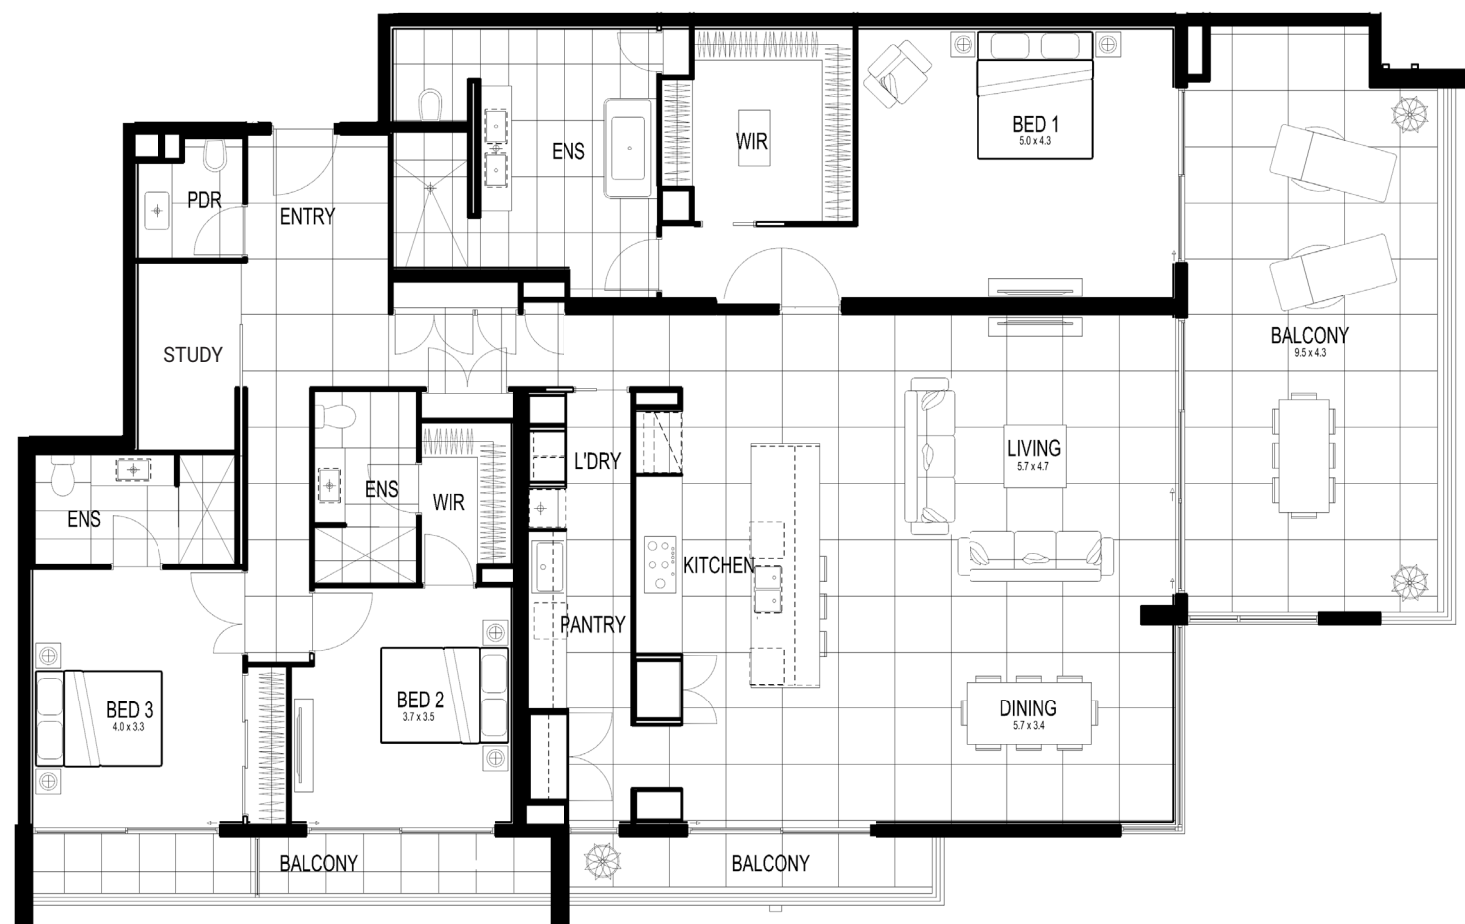 BED 1
5.0 x 4.3
WIR
ENS
PDR
ENTRY
BALCONY
9.5 x 4.3
STUDY
LIVING
5.7 x 4.7
L'DRY
ENS
WIR
ENS
KITCHEN
PANTRY
BED 3
4.0 x 3.3
BED 2
3.7 x 3.5
DINING
5.7 x 3.4
BALCONY
BALCONY